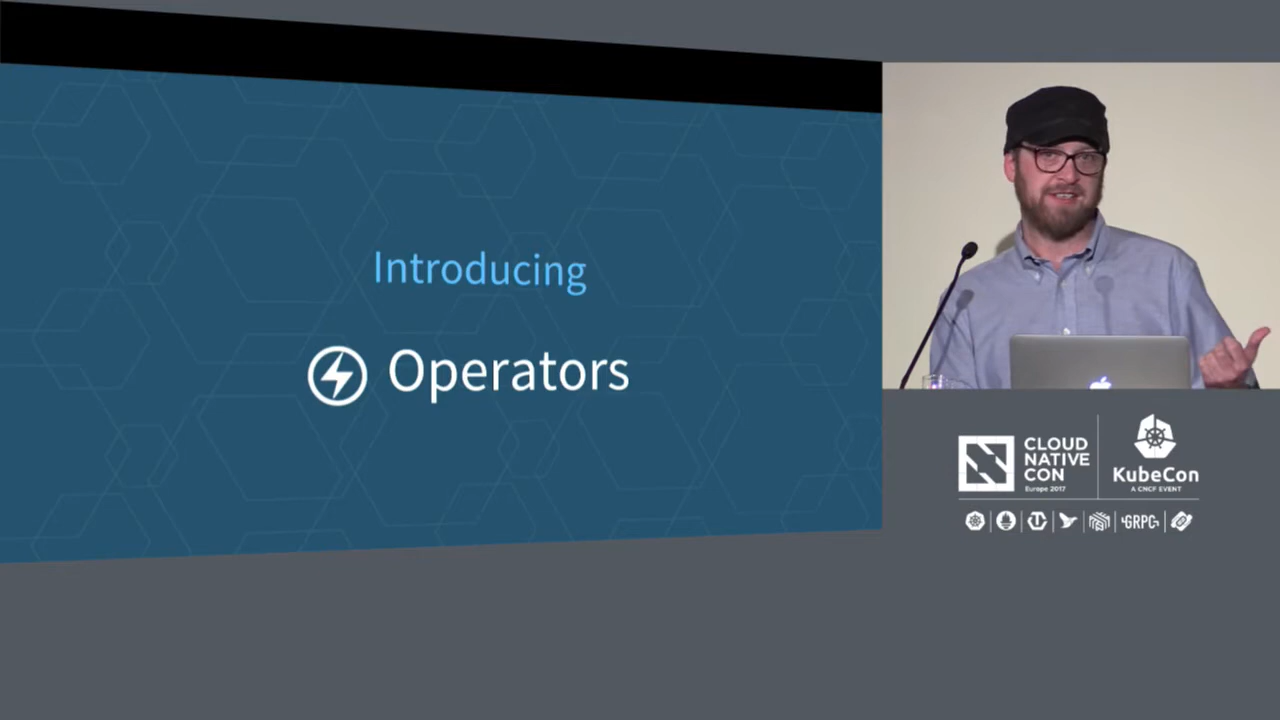 Introducing
Operators
CLOUD
NATIVE
CON
Europe 2017
KubeCon
A CNCF EVENT
GRPC